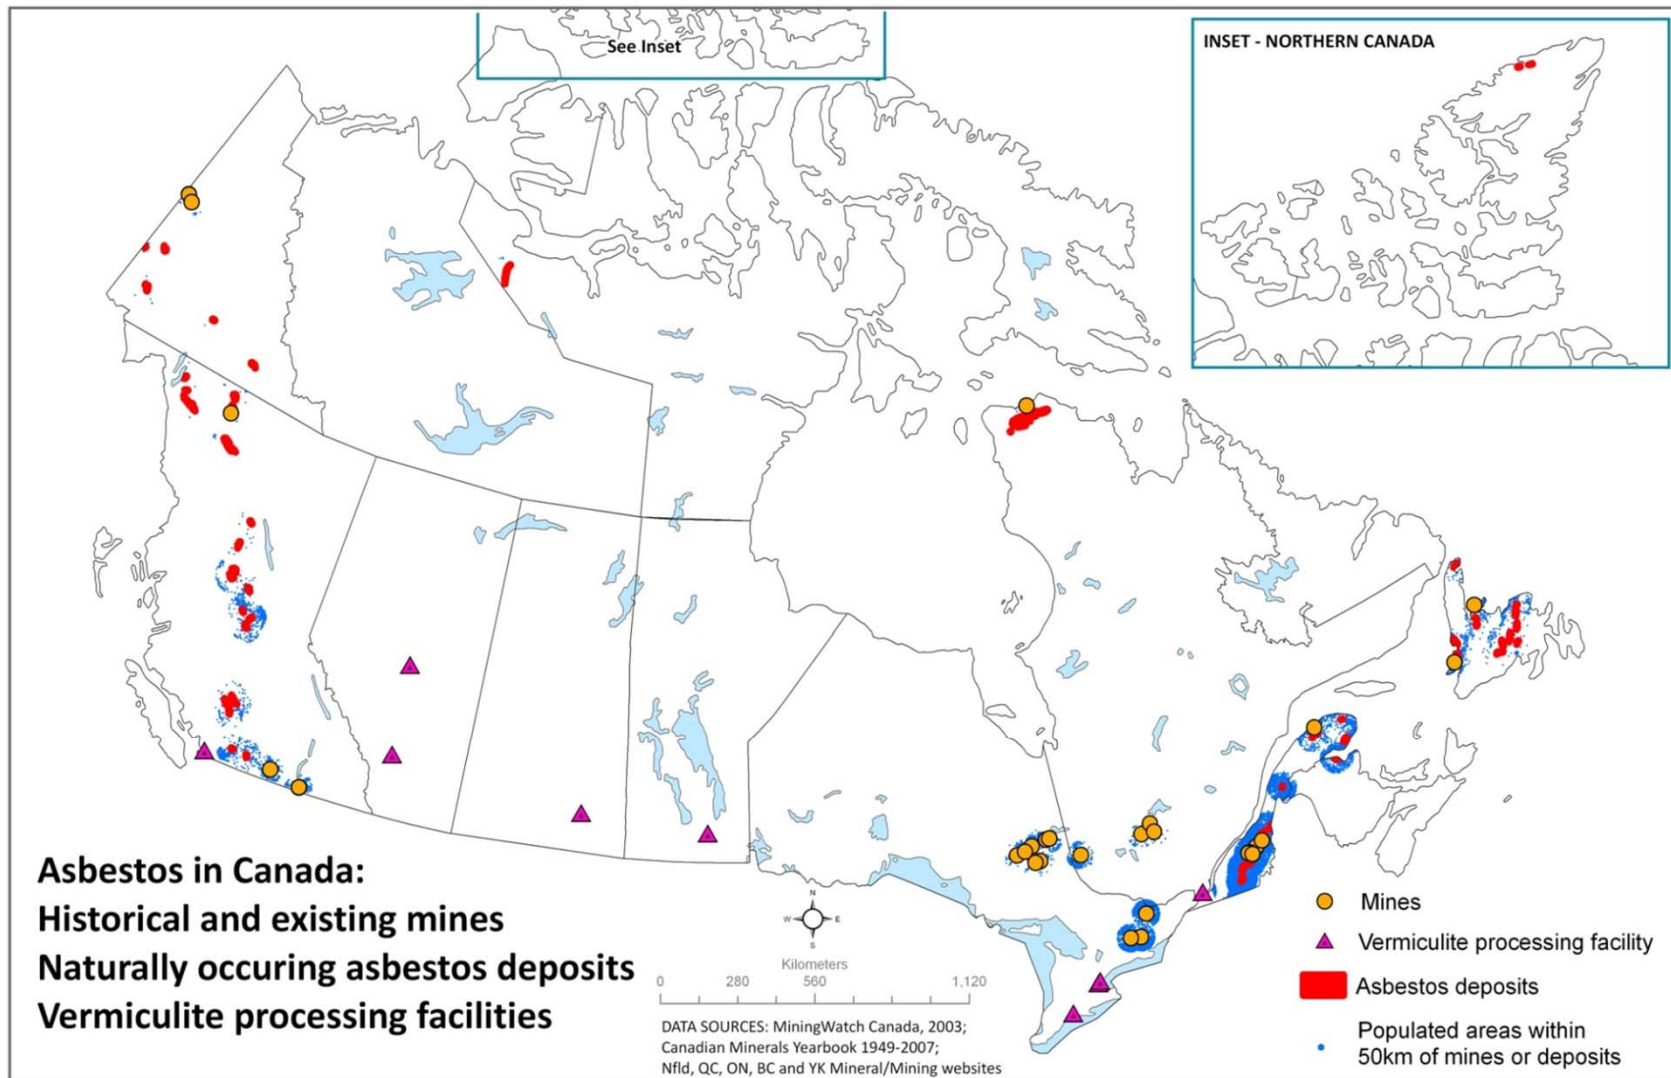 See Inset
INSET - NORTHERN CANADA
Asbestos in Canada:
Historical and existing mines
Naturally occuring asbestos deposits
Vermiculite processing facilities
N
W E
S
Kilometers
0 280 560 1,120
DATA SOURCES: MiningWatch Canada, 2003;
Canadian Minerals Yearbook 1949-2007;
Nfld, QC, ON, BC and YK Mineral/Mining websites
Mines
Vermiculite processing facility
Asbestos deposits
Populated areas within
50km of mines or deposits